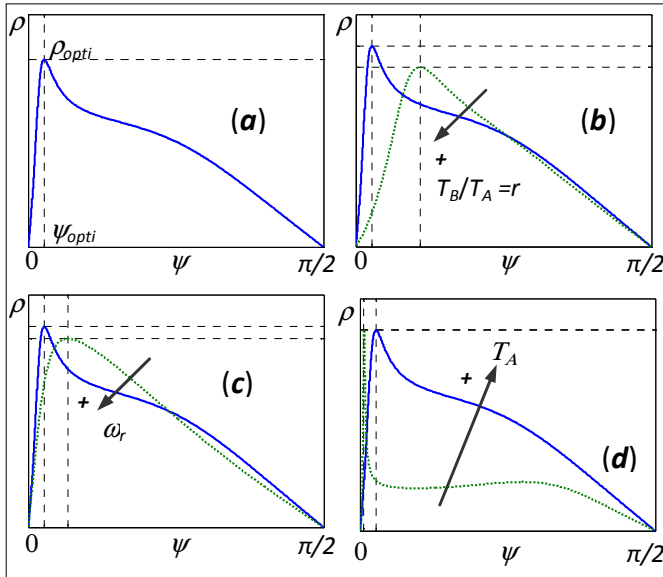 ρ
ρopti
(a)
ψopti
0 ψ π/2
ρ
(b)
+
TB/TA =r
0 ψ π/2
ρ
(c)
+
ωr
0 ψ π/2
ρ
TA
+
(d)
0 ψ π/2